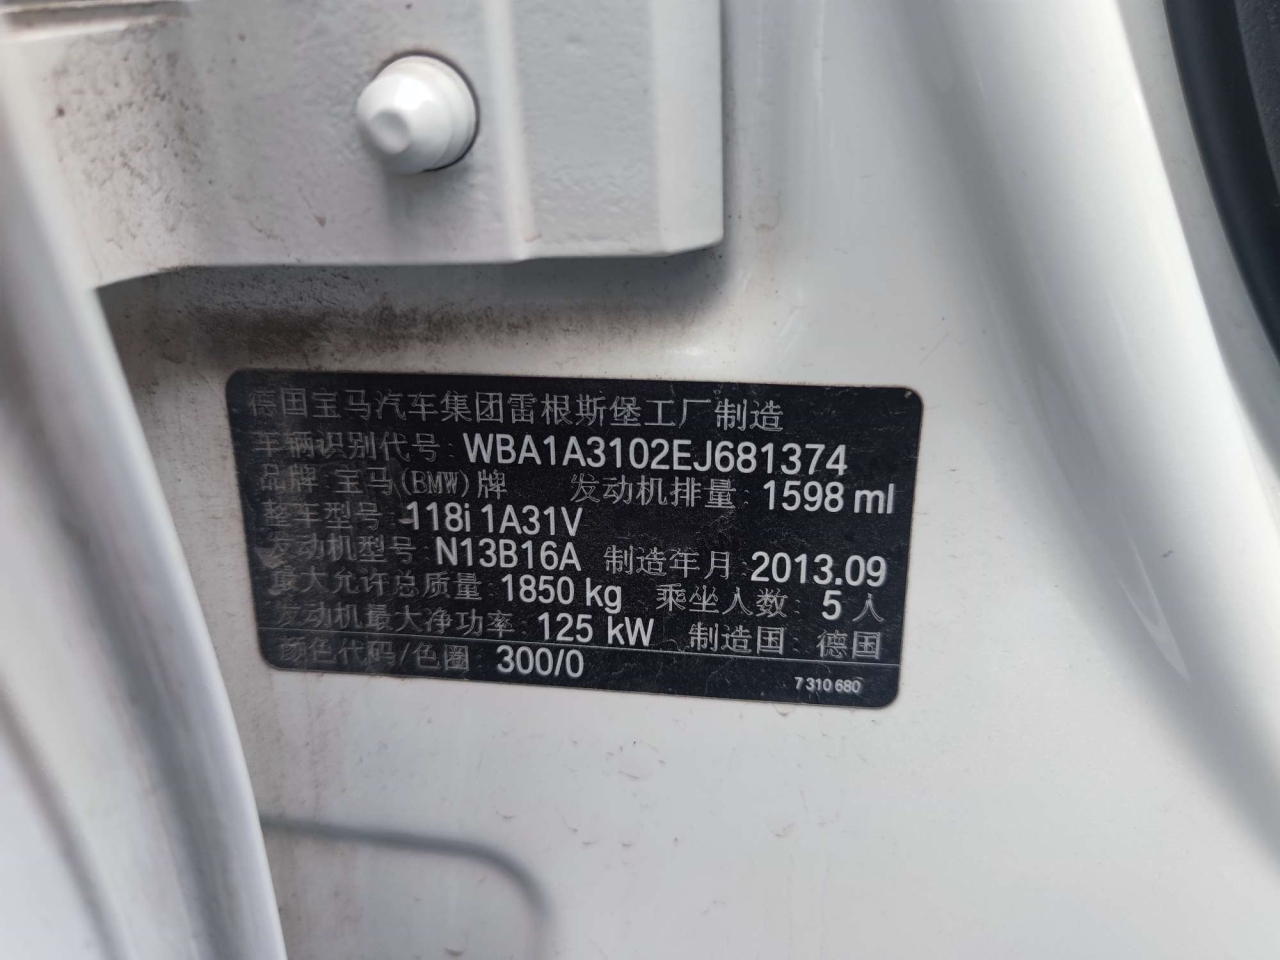 德国宝马汽车集团雷根斯堡工厂制造
车辆识别代号: WBA1A3102EJ681374
品牌: 宝马(BMW)牌 发动机排量: 1598 ml
整车型号: 118i 1A31V
发动机型号: N13B16A 制造年月: 2013.09
最大允许总质量: 1850 kg 乘坐人数: 5 人
发动机最大净功率: 125 kW 制造国: 德国
颜色代码/色圈: 300/0
7 310 680